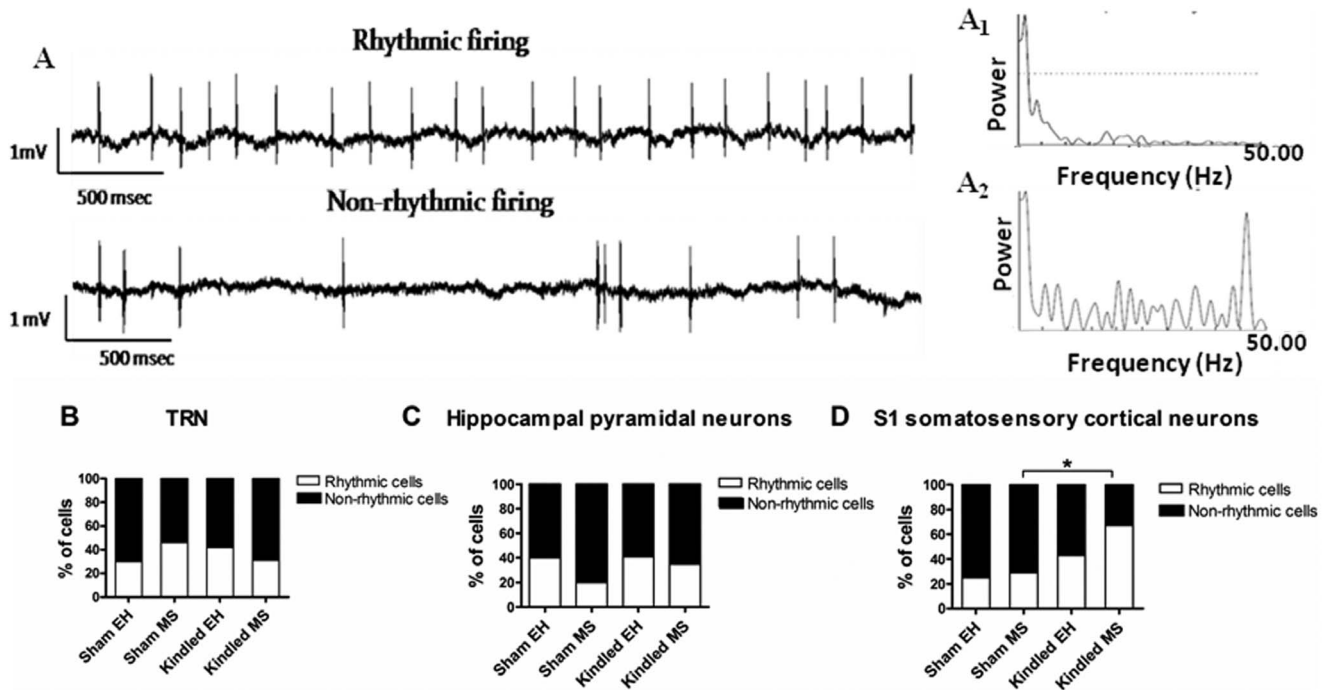 A
Rhythmic firing
1mV
500 msec
Non-rhythmic firing
1 mV
500 msec
A1
Power
50.00
Frequency (Hz)
A2
Power
50.00
Frequency (Hz)
B TRN
% of cells
100
80
60
40
20
0
Sham EH
Sham MS
Kindled EH
Kindled MS
Rhythmic cells
Non-rhythmic cells
C Hippocampal pyramidal neurons
% of cells
100
80
60
40
20
0
Sham EH
Sham MS
Kindled EH
Kindled MS
Rhythmic cells
Non-rhythmic cells
D S1 somatosensory cortical neurons
*
% of cells
100
80
60
40
20
0
Sham EH
Sham MS
Kindled EH
Kindled MS
Rhythmic cells
Non-rhythmic cells